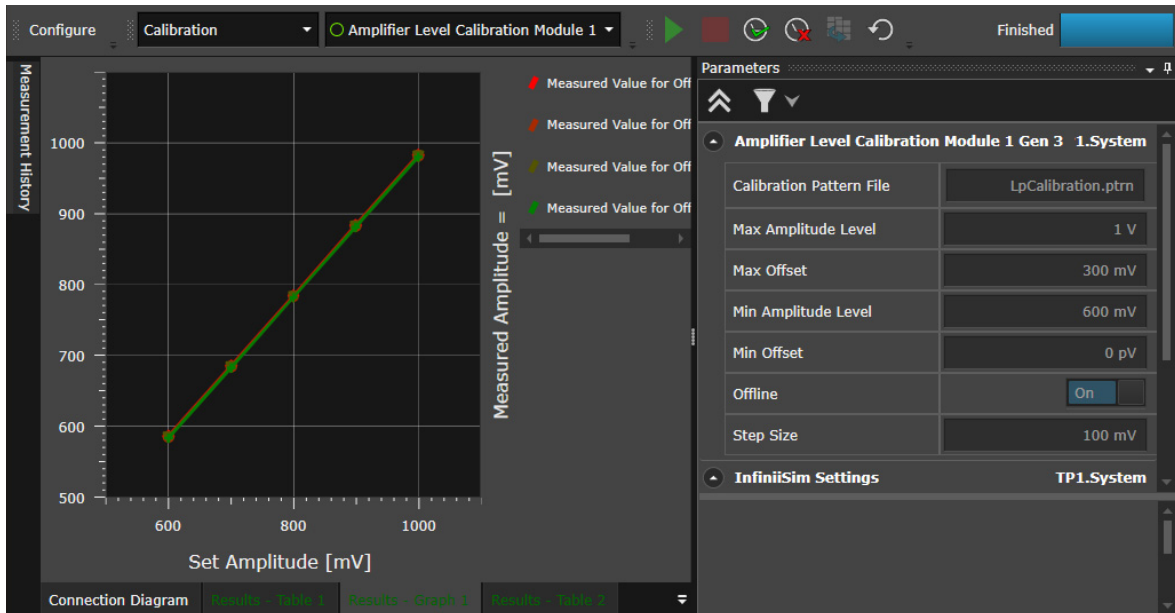 Configure
Calibration
Amplifier Level Calibration Module 1
Finished
Measurement History
1000
900
800
700
600
500
600
800
1000
Set Amplitude [mV]
Measured Amplitude = [mV]
Measured Value for Off
Measured Value for Off
Measured Value for Off
Measured Value for Off
Connection Diagram
Results - Table 1
Results - Graph 1
Results - Table 2
Parameters
Amplifier Level Calibration Module 1 Gen 3 1.System
Calibration Pattern File LpCalibration.ptrn
Max Amplitude Level 1 V
Max Offset 300 mV
Min Amplitude Level 600 mV
Min Offset 0 pV
Offline On
Step Size 100 mV
InfiniiSim Settings TP1.System